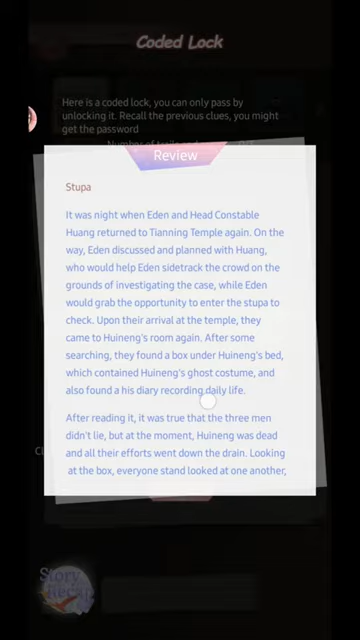 Coded Lock
Here is a coded lock, you can only pass by
unlocking it. Recall the previous clues, you might
get the password
Review
Stupa
It was night when Eden and Head Constable
Huang returned to Tianning Temple again. On the
way, Eden discussed and planned with Huang,
who would help Eden sidetrack the crowd on the
grounds of investigating the case, while Eden
would grab the opportunity to enter the stupa to
check. Upon their arrival at the temple, they
came to Huineng's room again. After some
searching, they found a box under Huineng's bed,
which contained Huineng's ghost costume, and
also found a his diary recording daily life.
After reading it, it was true that the three men
didn't lie, but at the moment, Huineng was dead
and all their efforts went down the drain. Looking
at the box, everyone stand looked at one another,
Story